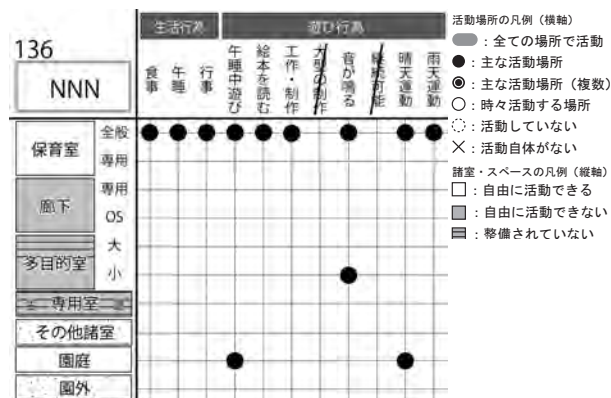 生活行為
遊び行為
136
NNN
食事
午睡
行事
午睡中遊び
絵本を読む
工作・制作
大型の制作
音が鳴る
継続可能
晴天運動
雨天運動
保育室
全般
専用
廊下
専用
OS
多目的室
大
小
専用室
その他諸室
園庭
園外
活動場所の凡例（横軸）
：全ての場所で活動
：主な活動場所
：主な活動場所（複数）
：時々活動する場所
：活動していない
：活動自体がない
諸室・スペースの凡例（縦軸）
：自由に活動できる
：自由に活動できない
：整備されていない